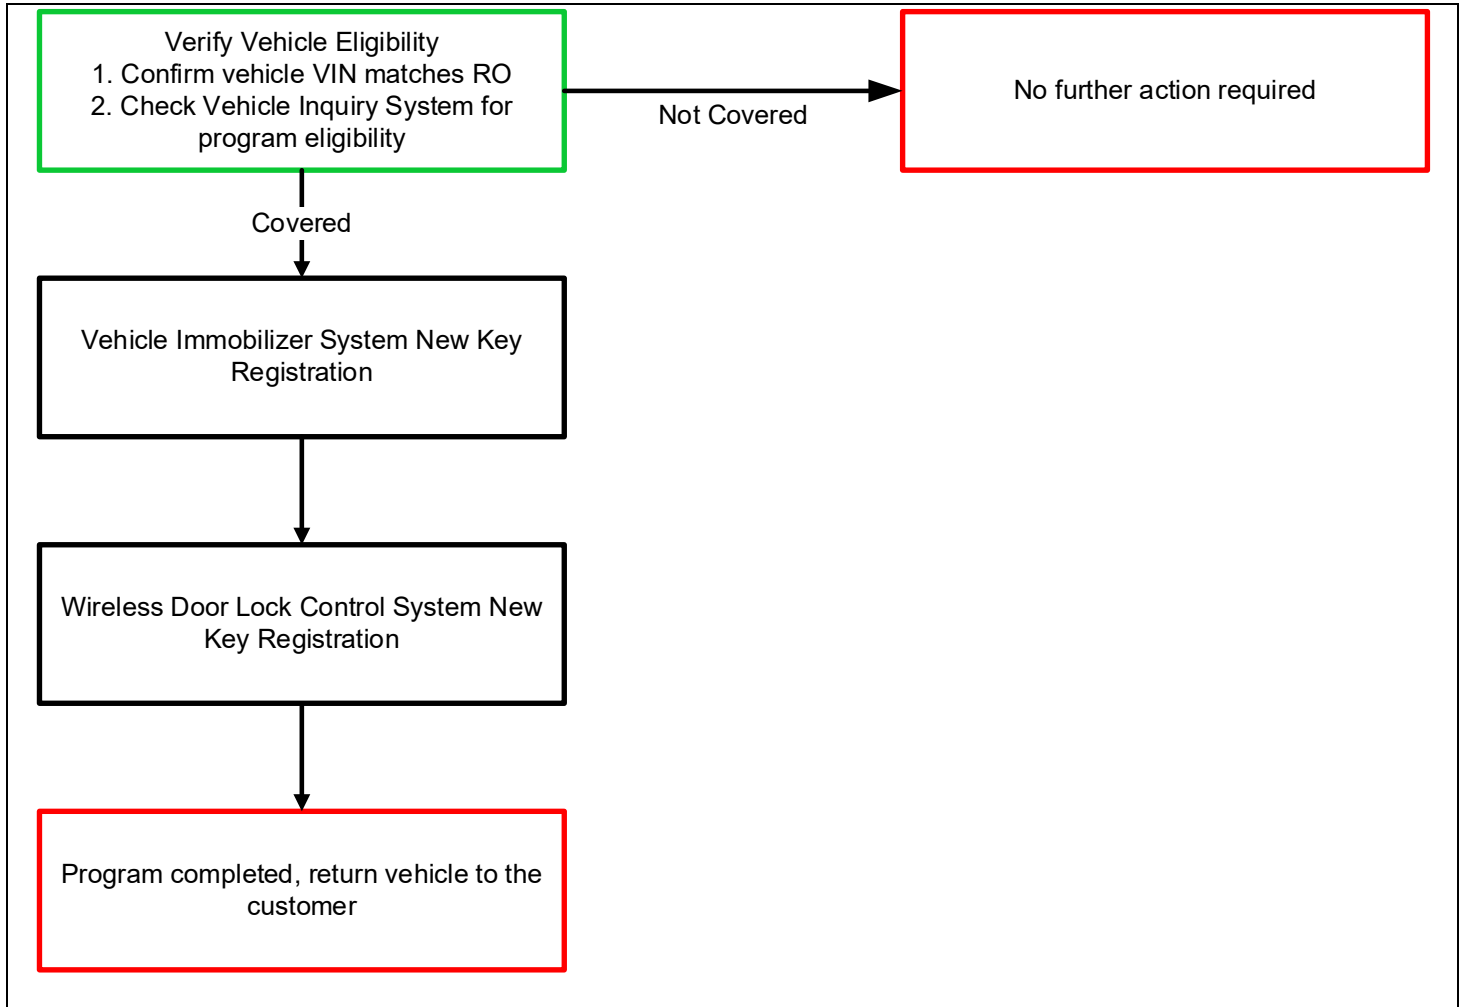 Verify Vehicle Eligibility
1. Confirm vehicle VIN matches RO
2. Check Vehicle Inquiry System for
program eligibility
Not Covered
No further action required
Covered
Vehicle Immobilizer System New Key
Registration
Wireless Door Lock Control System New
Key Registration
Program completed, return vehicle to the
customer